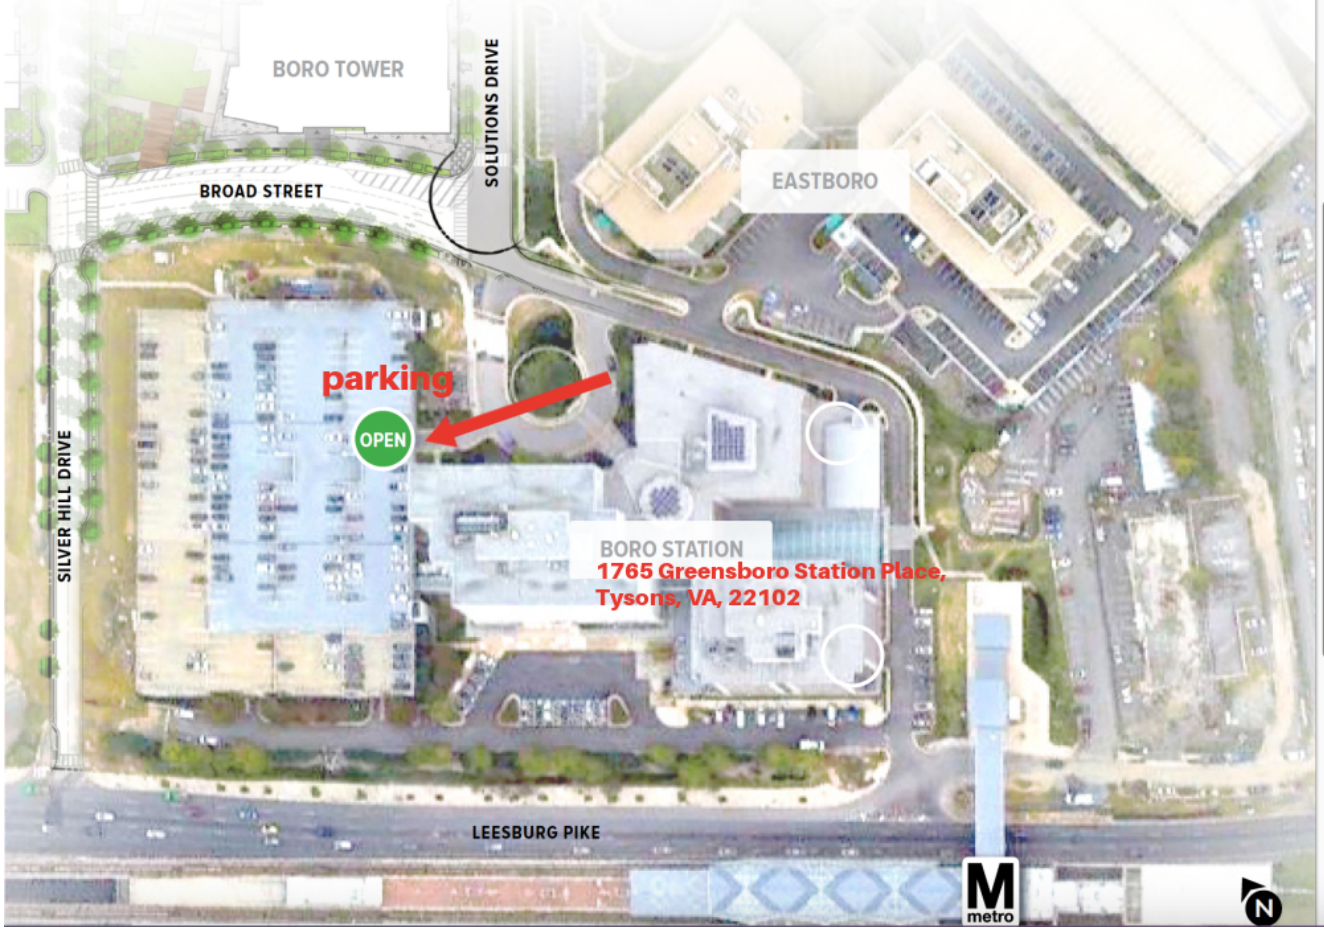 BORO TOWER
SOLUTIONS DRIVE
BROAD STREET
EASTBORO
parking
OPEN
SILVER HILL DRIVE
BORO STATION
1765 Greensboro Station Place,
Tysons, VA, 22102
LEESBURG PIKE
M
metro
N